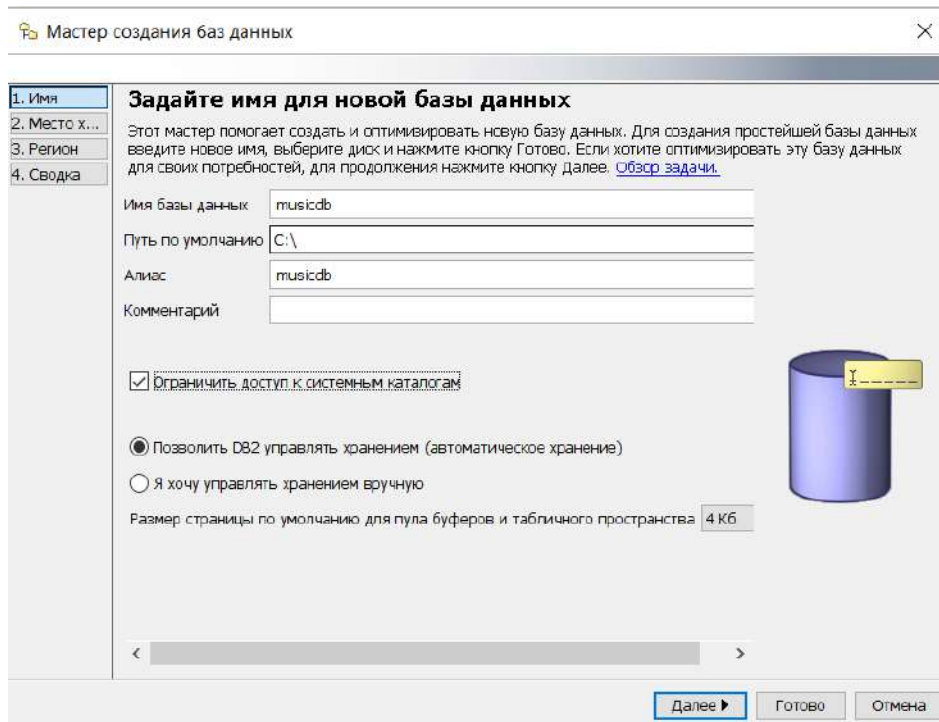 Мастер создания баз данных
1. Имя
2. Место х...
3. Регион
4. Сводка
Задайте имя для новой базы данных
Этот мастер помогает создать и оптимизировать новую базу данных. Для создания простейшей базы данных
введите новое имя, выберите диск и нажмите кнопку Готово. Если хотите оптимизировать эту базу данных
для своих потребностей, для продолжения нажмите кнопку Далее. Обзор задачи.
Имя базы данных musicdb
Путь по умолчанию C:\
Алиас musicdb
Комментарий
Ограничить доступ к системным каталогам
Позволить DB2 управлять хранением (автоматическое хранение)
Я хочу управлять хранением вручную
Размер страницы по умолчанию для пула буферов и табличного пространства 4 Кб
Далее Готово Отмена